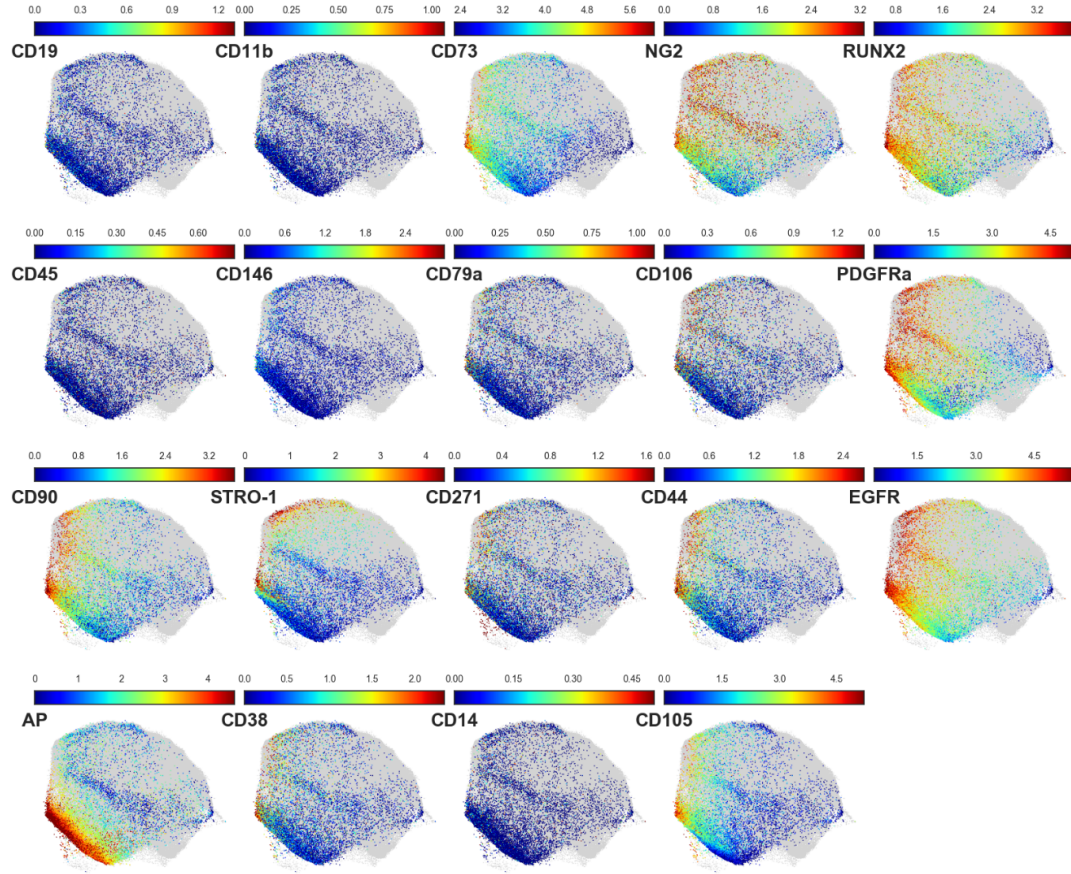 0.0 0.3 0.6 0.9 1.2 0.00 0.25 0.50 0.75 1.00 2.4 3.2 4.0 4.8 5.6 0.0 0.8 1.6 2.4 3.2 0.8 1.6 2.4 3.2
CD19 CD11b CD73 NG2 RUNX2
0.00 0.15 0.30 0.45 0.60 0.0 0.6 1.2 1.8 2.4 0.00 0.25 0.50 0.75 1.00 0.0 0.3 0.6 0.9 1.2 0.0 1.5 3.0 4.5
CD45 CD146 CD79a CD106 PDGFRa
0.0 0.8 1.6 2.4 3.2 0 1 2 3 4 0.0 0.4 0.8 1.2 1.6 0.0 0.6 1.2 1.8 2.4 1.5 3.0 4.5
CD90 STRO-1 CD271 CD44 EGFR
0 1 2 3 4 0.0 0.5 1.0 1.5 2.0 0.00 0.15 0.30 0.45 0.0 1.5 3.0 4.5
AP CD38 CD14 CD105